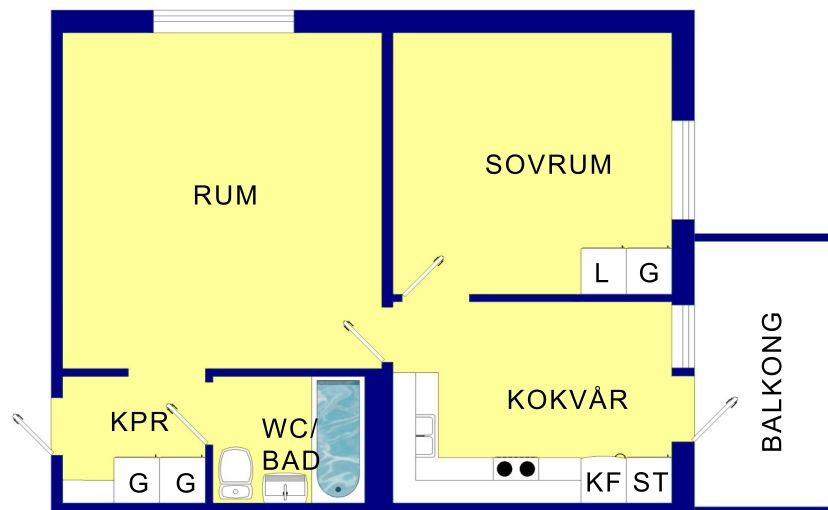 RUM
SOVRUM
L G
KOKVÅR
BALKONG
KPR
WC/
BAD
G G
KF ST